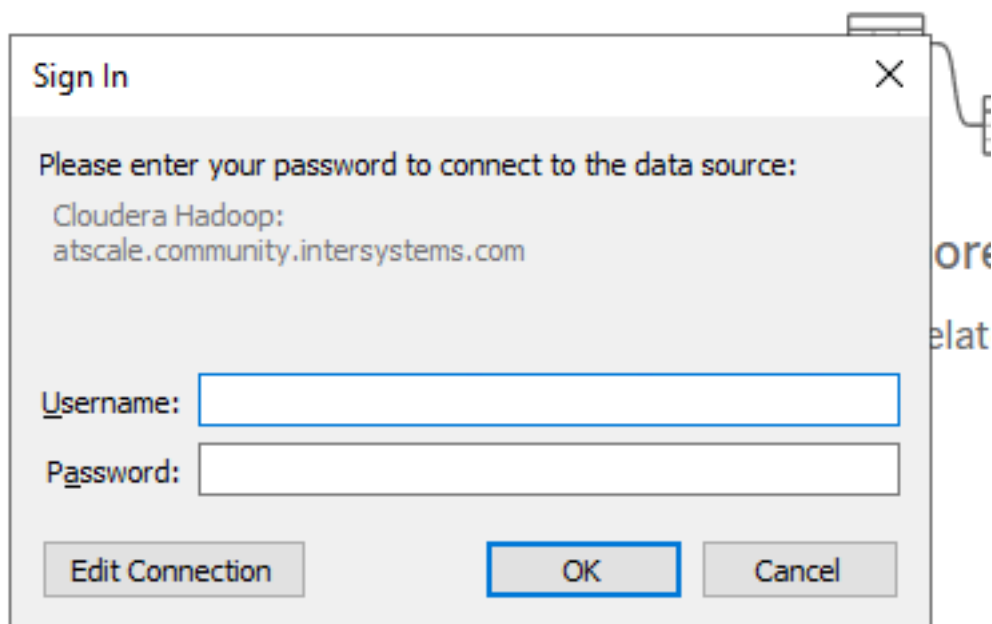 Sign In
Please enter your password to connect to the data source:
Cloudera Hadoop:
atscale.community.intersystems.com
Username:
Password:
Edit Connection
OK
Cancel